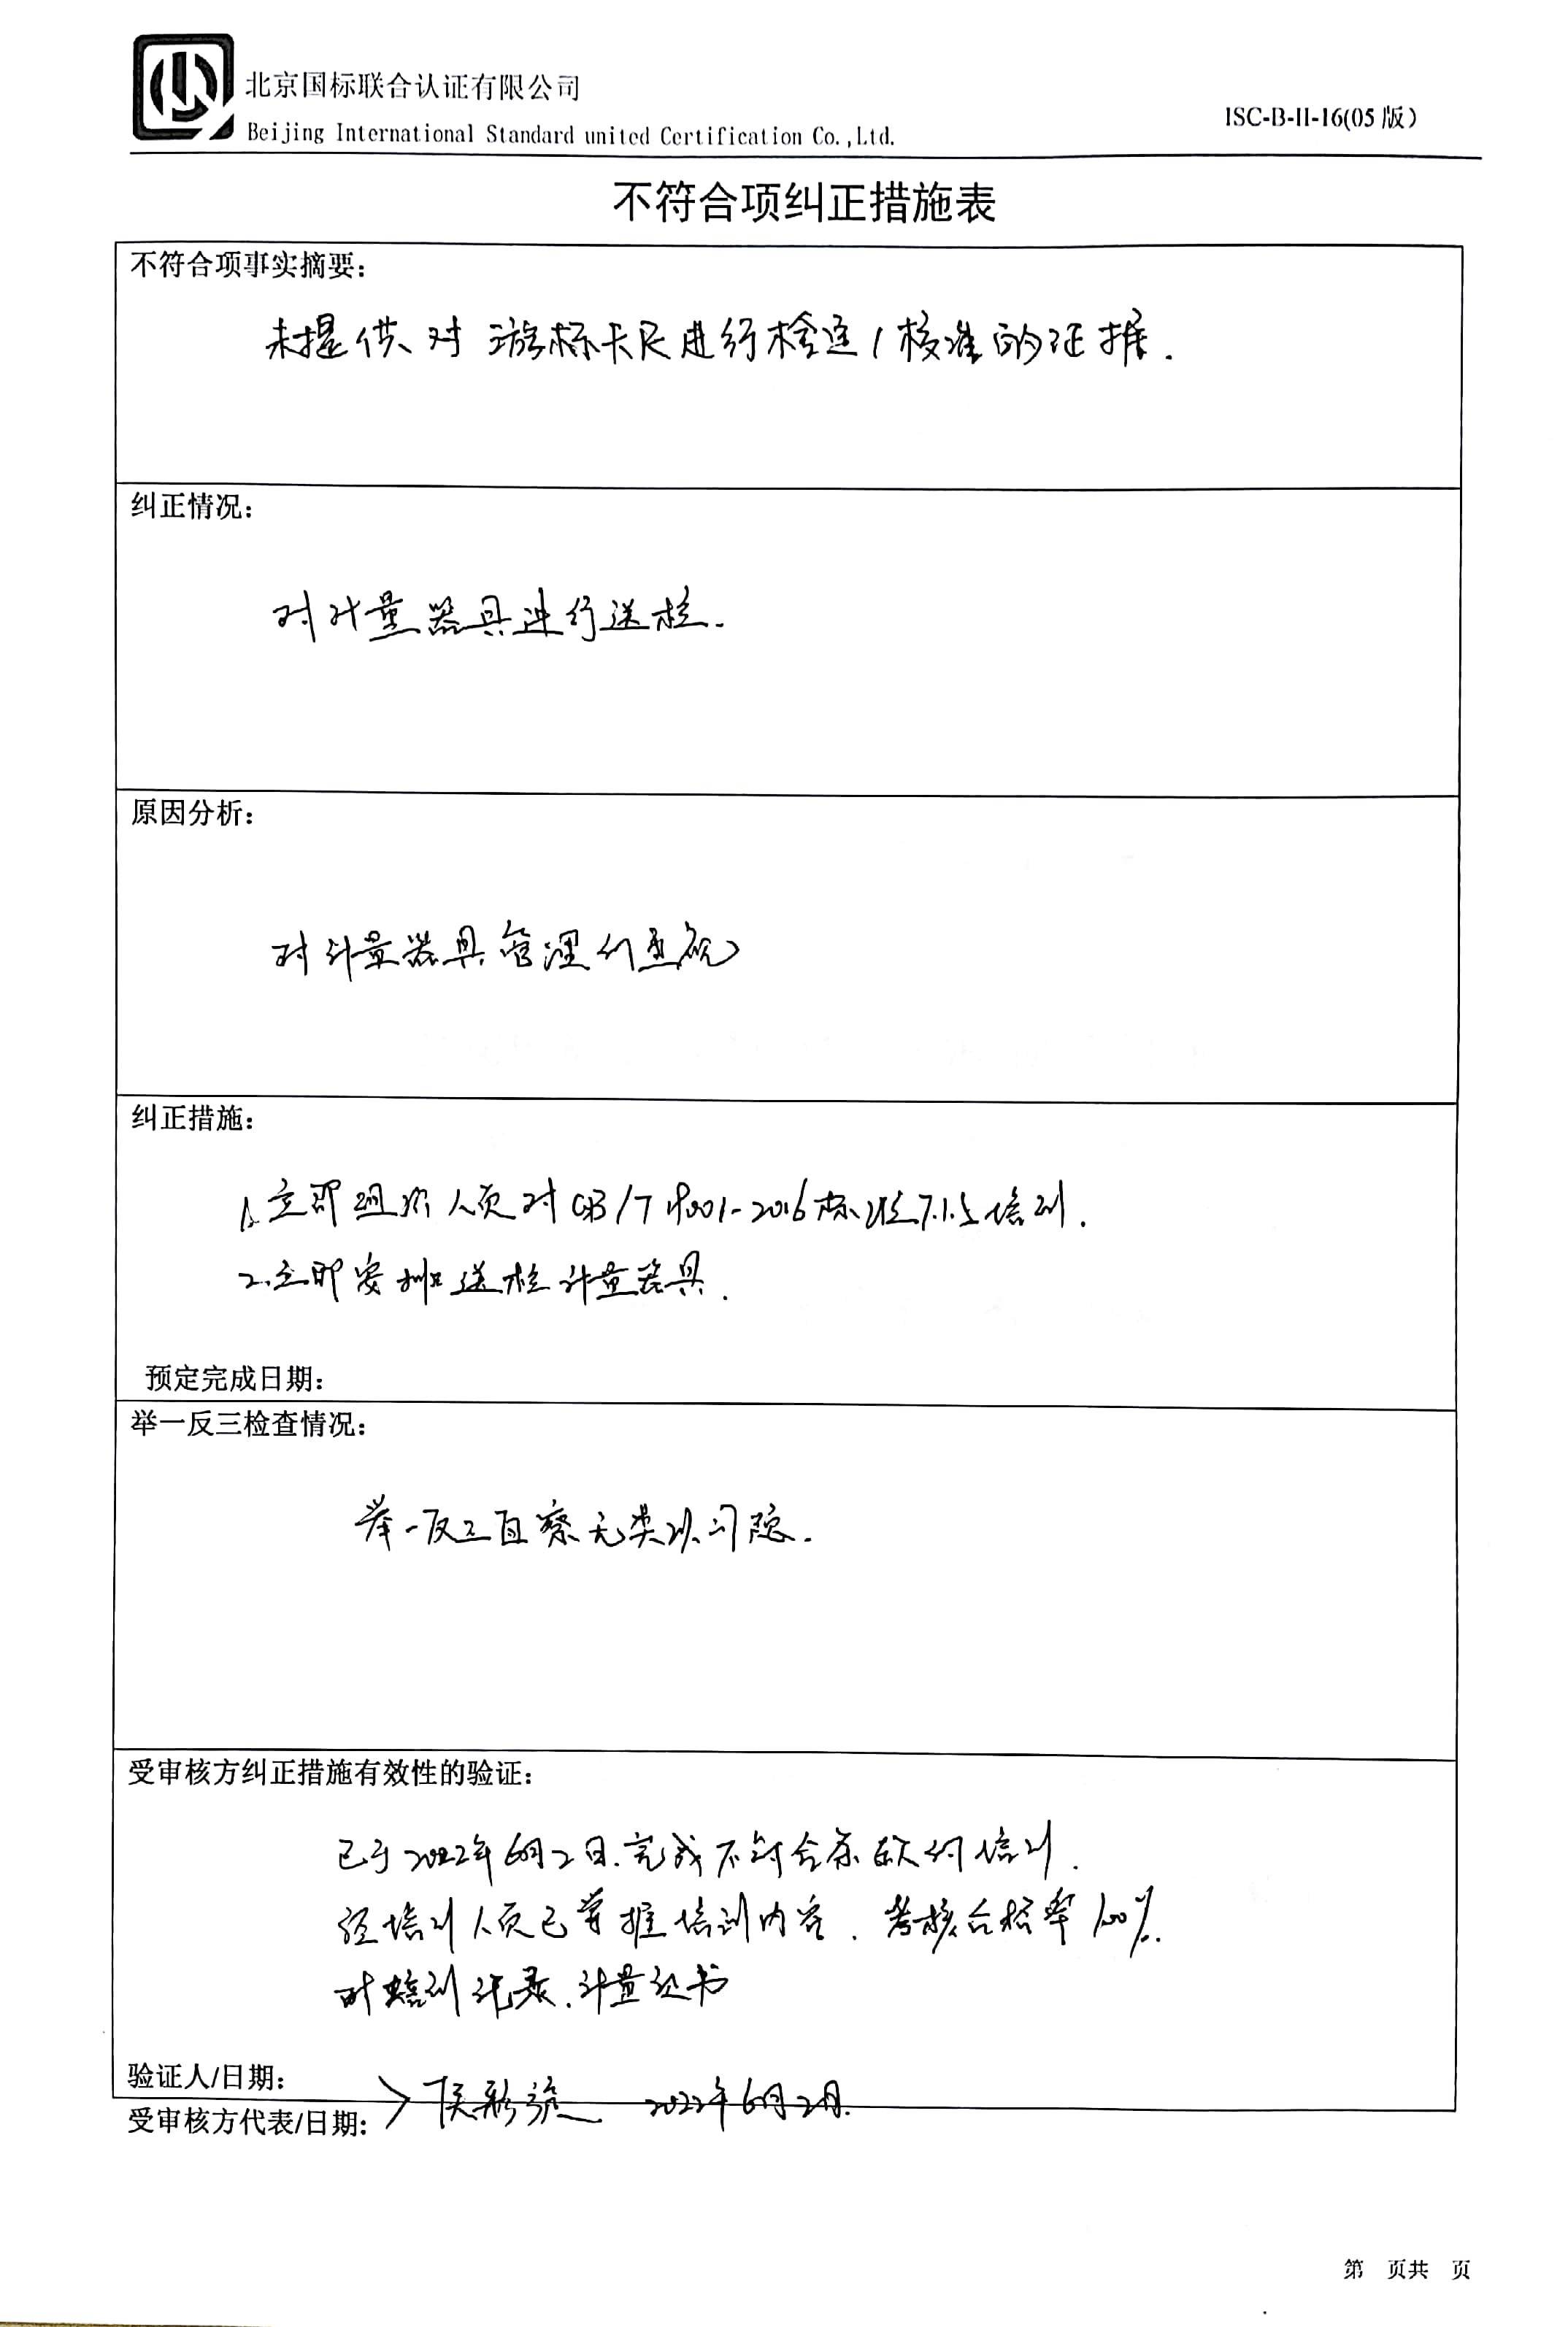 北京国标联合认证有限公司
Beijing International Standard united Certification Co.,Ltd.
ISC-B-II-16(05 版)
不符合项纠正措施表
不符合项事实摘要:
未提供对游标卡尺进行检定/校准的证据.
纠正情况:
对计量器具进行送检.
原因分析:
对计量器具管理重视
纠正措施:
1.立即组织人员对GB/T 19001-2016标准7.1.5培训.
2.立即安排送检计量器具.
预定完成日期:
举一反三检查情况:
举一反三自察无类似问题.
受审核方纠正措施有效性的验证:
已于2022年6月2日.完成不符合条款的培训.
经培训人员已掌握培训内容.考核合格率100%.
附培训记录.计量证书
验证人/日期:
受审核方代表/日期:
2022年6月2日.
第 页共 页